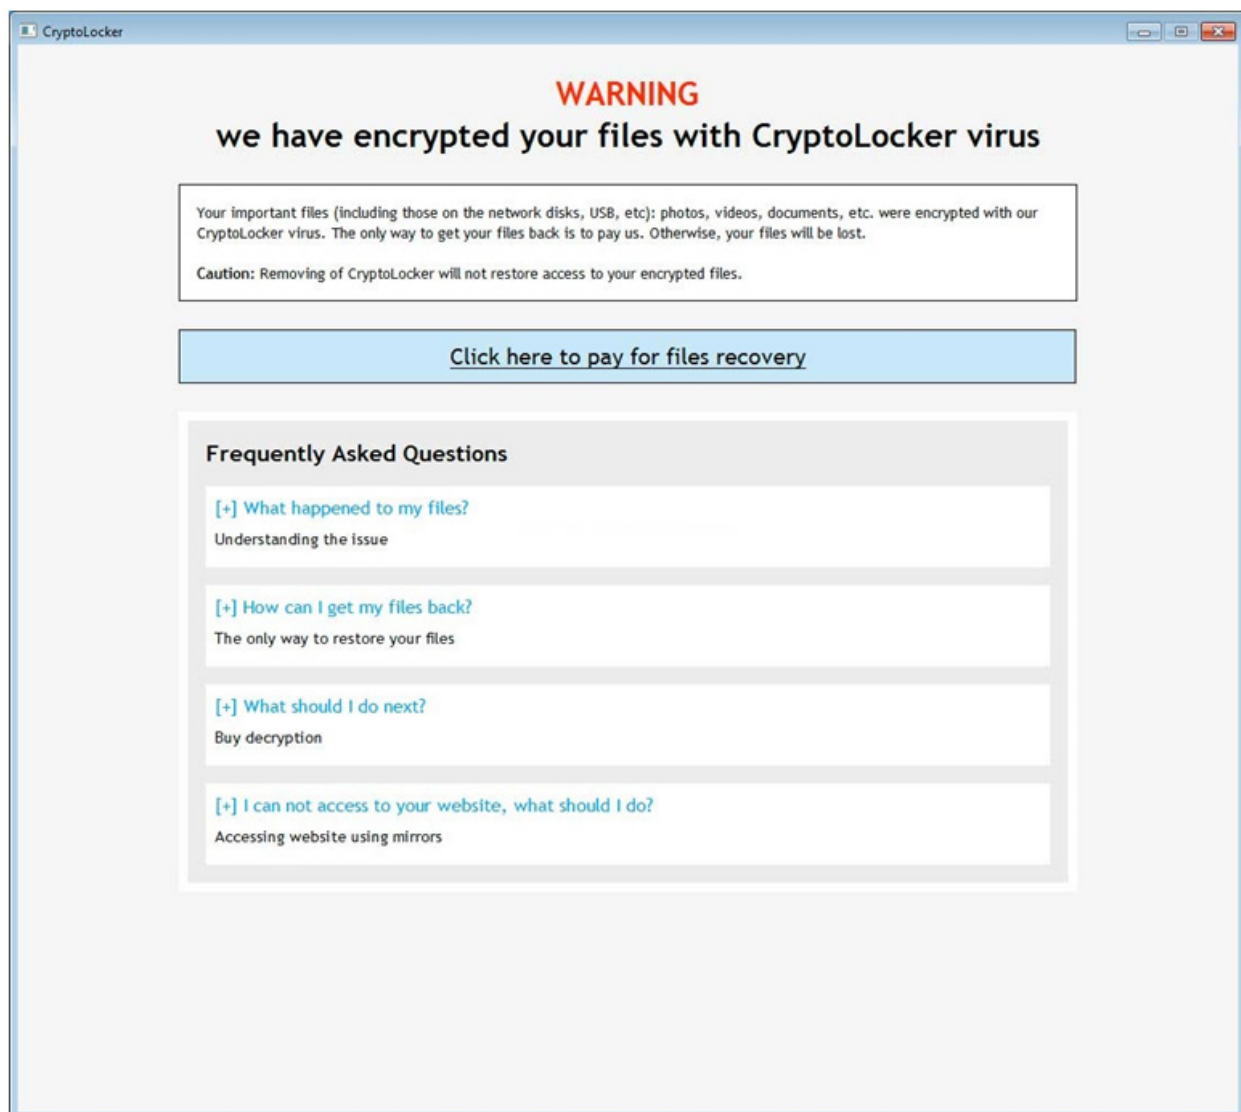 CryptoLocker
WARNING
we have encrypted your files with CryptoLocker virus
Your important files (including those on the network disks, USB, etc): photos, videos, documents, etc. were encrypted with our
CryptoLocker virus. The only way to get your files back is to pay us. Otherwise, your files will be lost.
Caution: Removing of CryptoLocker will not restore access to your encrypted files.
Click here to pay for files recovery
Frequently Asked Questions
[+] What happened to my files?
Understanding the issue
[+] How can I get my files back?
The only way to restore your files
[+] What should I do next?
Buy decryption
[+] I can not access to your website, what should I do?
Accessing website using mirrors